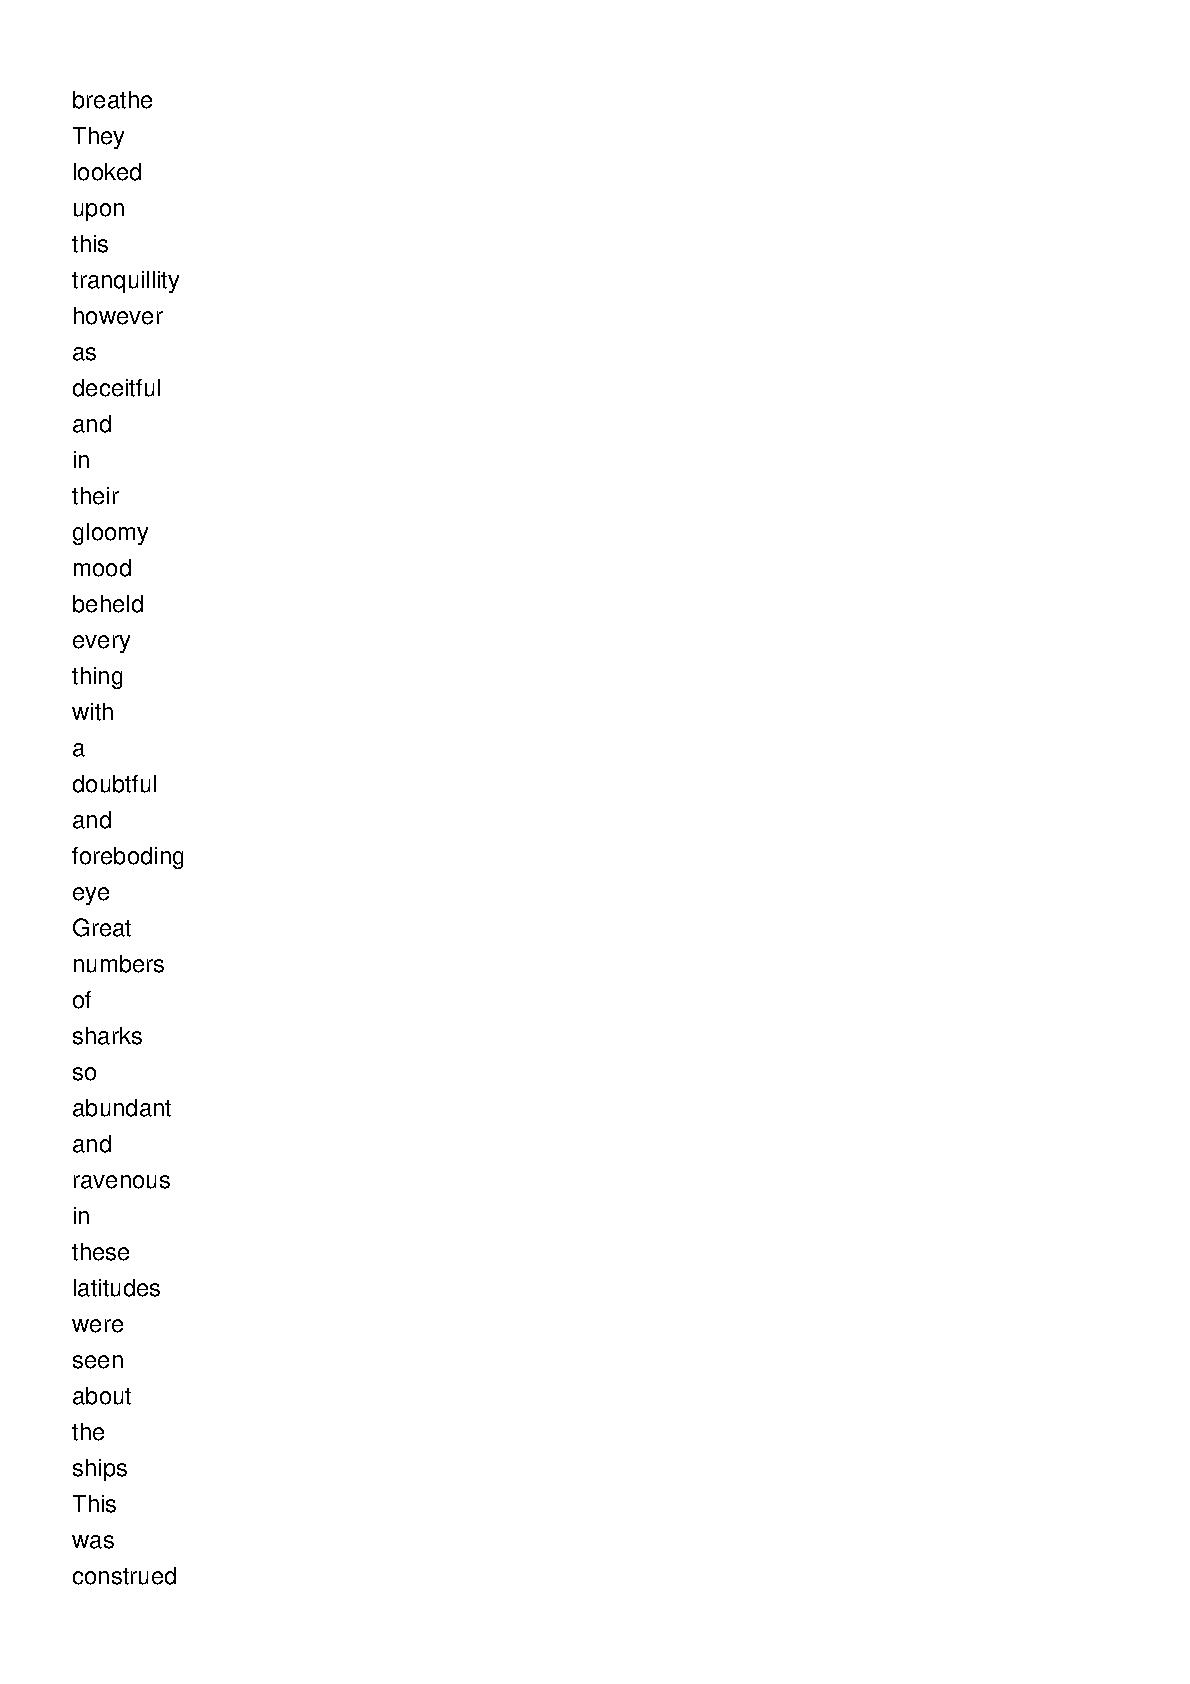 breathe
They
looked
upon
this
tranquillity
however
as
deceitful
and
in
their
gloomy
mood
beheld
every
thing
with
a
doubtful
and
foreboding
eye
Great
numbers
of
sharks
so
abundant
and
ravenous
in
these
latitudes
were
seen
about
the
ships
This
was
construed